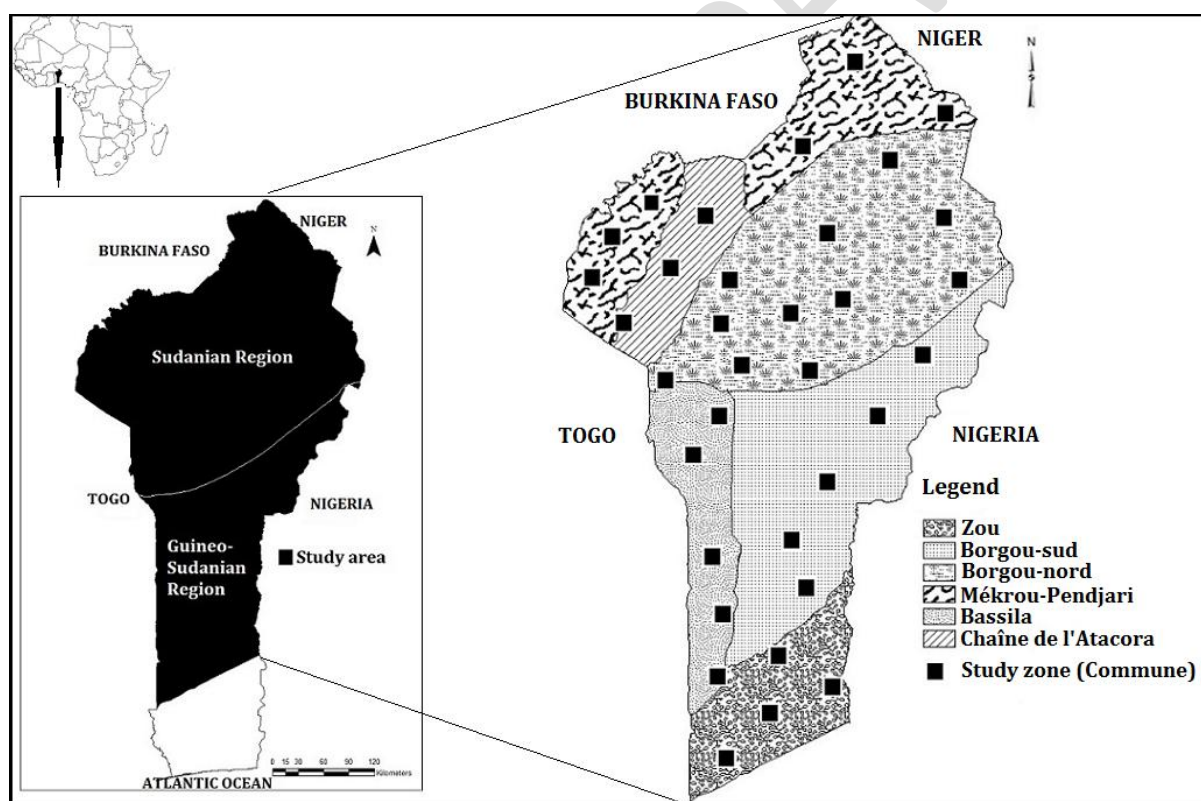 NIGER
N
BURKINA FASO
NIGER
N
BURKINA FASO
Sudanian Region
TOGO
NIGERIA
TOGO
NIGERIA
Legend
Guineo-
Sudanian
Region
Study area
Zou
Borgou-sud
Borgou-nord
Mékrou-Pendjari
Bassila
Chaîne de l'Atacora
Study zone (Commune)
0 15 30 60 90 120
Kilometers
ATLANTIC OCEAN